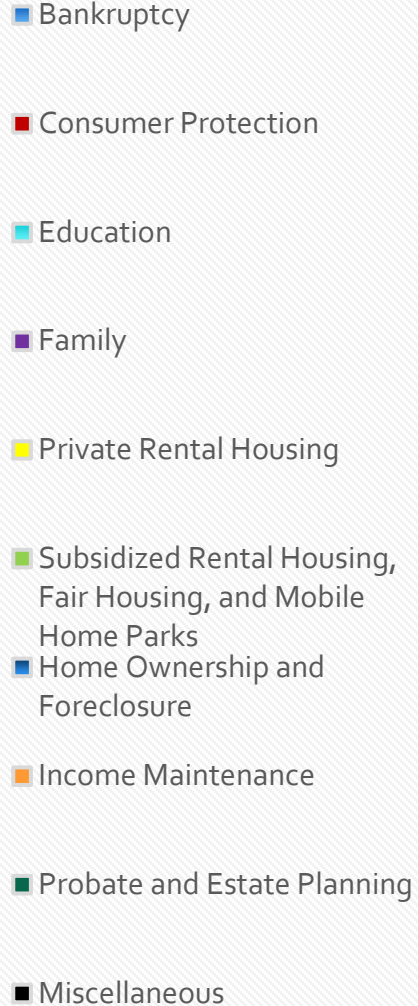 Bankruptcy
Consumer Protection
Education
Family
Private Rental Housing
Subsidized Rental Housing,
Fair Housing, and Mobile
Home Parks
Home Ownership and
Foreclosure
Income Maintenance
Probate and Estate Planning
Miscellaneous